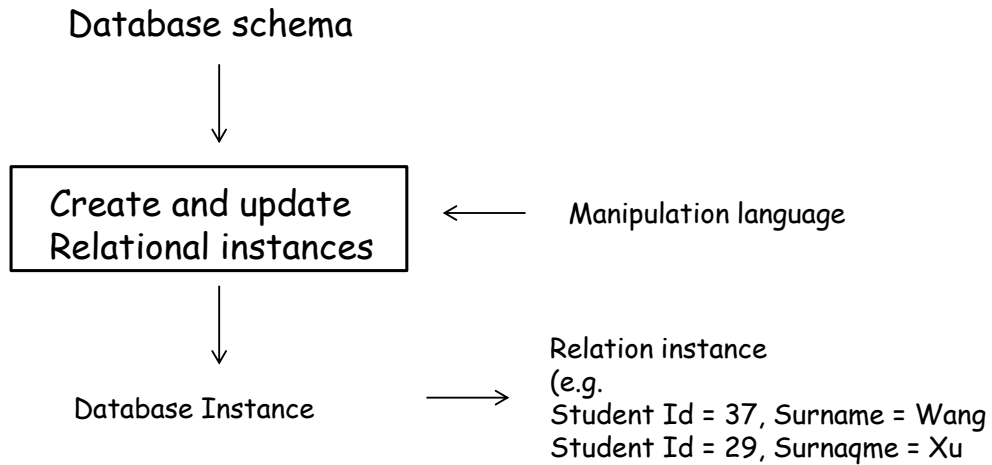 Database schema
Create and update
Relational instances
Manipulation language
Database Instance
Relation instance
(e.g.
Student Id = 37, Surname = Wang
Student Id = 29, Surnaqme = Xu